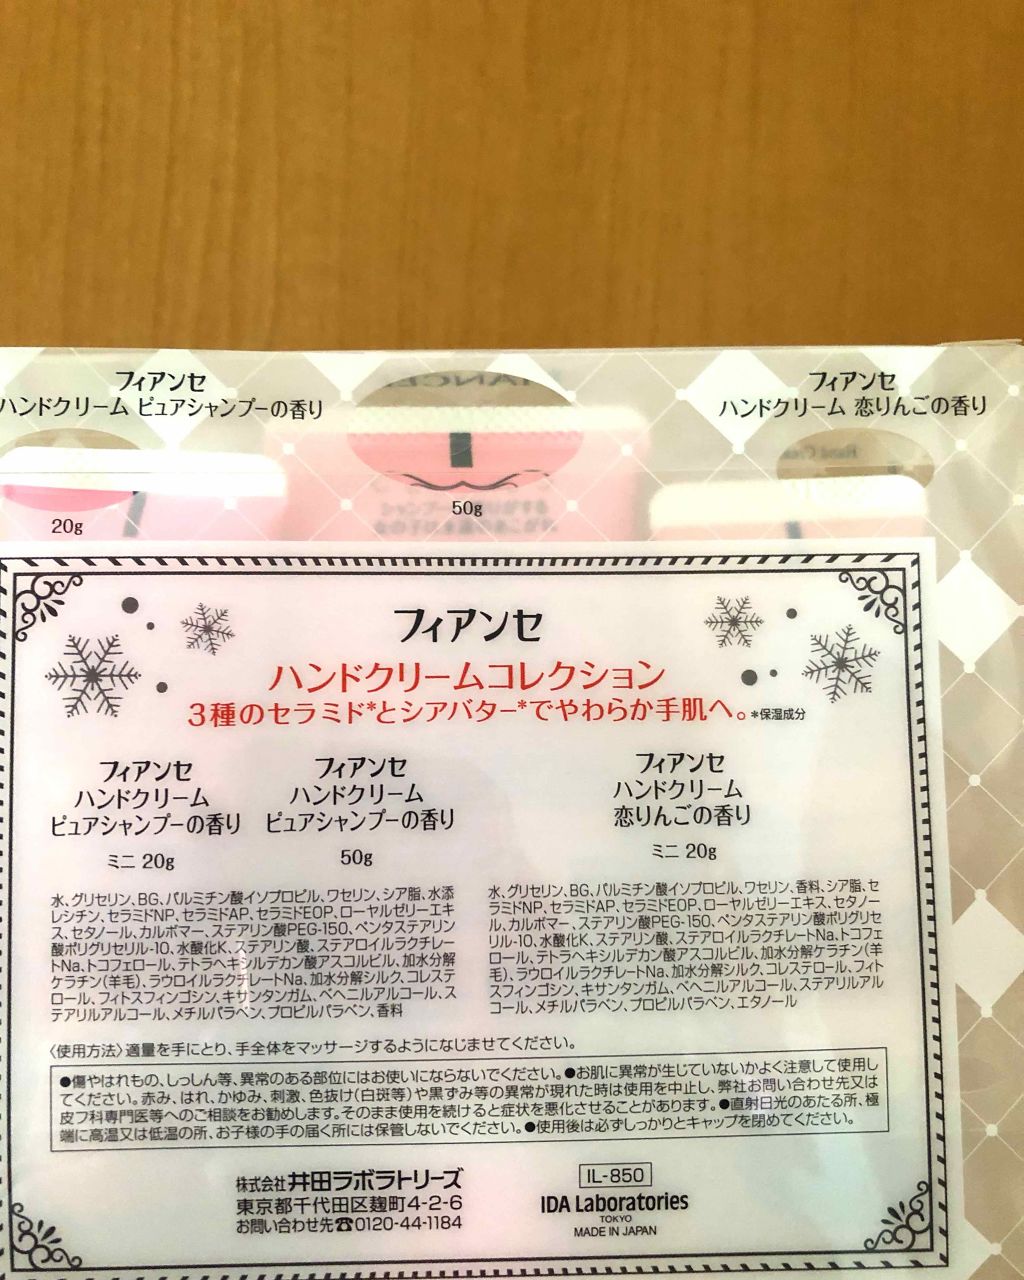 フィアンセ
ハンドクリーム ピュアシャンプーの香り
フィアンセ
ハンドクリーム 恋りんごの香り
20g
50g
フィアンセ
ハンドクリームコレクション
3種のセラミド*とシアバター*でやわらか手肌へ。*保湿成分
フィアンセ
ハンドクリーム
ピュアシャンプーの香り
ミニ 20g
フィアンセ
ハンドクリーム
ピュアシャンプーの香り
50g
フィアンセ
ハンドクリーム
恋りんごの香り
ミニ 20g
水、グリセリン、BG、パルミチン酸イソプロピル、ワセリン、シア脂、水添
レシチン、セラミドNP、セラミドAP、セラミドEOP、ローヤルゼリーエキ
ス、セタノール、カルボマー、ステアリン酸PEG-150、ペンタステアリン
酸ポリグリセリル-10、水酸化K、ステアリン酸、ステアロイルラクチレー
トNa、トコフェロール、テトラヘキシルデカン酸アスコルビル、加水分解
ケラチン(羊毛)、ラウロイルラクチレートNa、加水分解シルク、コレステ
ロール、フィトスフィンゴシン、キサンタンガム、ベヘニルアルコール、ス
テアリルアルコール、メチルパラベン、プロピルパラベン、香料
水、グリセリン、BG、パルミチン酸イソプロピル、ワセリン、香料、シア脂、セ
ラミドNP、セラミドAP、セラミドEOP、ローヤルゼリーエキス、セタノー
ル、カルボマー、ステアリン酸PEG-150、ペンタステアリン酸ポリグリセ
リル-10、水酸化K、ステアリン酸、ステアロイルラクチレートNa、トコフェ
ロール、テトラヘキシルデカン酸アスコルビル、加水分解ケラチン(羊
毛)、ラウロイルラクチレートNa、加水分解シルク、コレステロール、フィト
スフィンゴシン、キサンタンガム、ベヘニルアルコール、ステアリルアル
コール、メチルパラベン、プロピルパラベン、エタノール
〈使用方法〉適量を手にとり、手全体をマッサージするようになじませてください。
●傷やはれもの、しっしん等、異常のある部位にはお使いにならないでください。●お肌に異常が生じていないかよく注意して使用し
てください。赤み、はれ、かゆみ、刺激、色抜け(白斑等)や黒ずみ等の異常が現れた時は使用を中止し、弊社お問い合わせ先又は
皮フ科専門医等へのご相談をお勧めします。そのまま使用を続けると症状を悪化させることがあります。●直射日光のあたる所、極
端に高温又は低温の所、お子様の手の届く所には保管しないでください。●使用後は必ずしっかりとキャップを閉めてください。
株式会社 井田ラボラトリーズ
東京都千代田区麹町4-2-6
お問い合わせ先☎0120-44-1184
IL-850
IDA Laboratories
TOKYO
MADE IN JAPAN